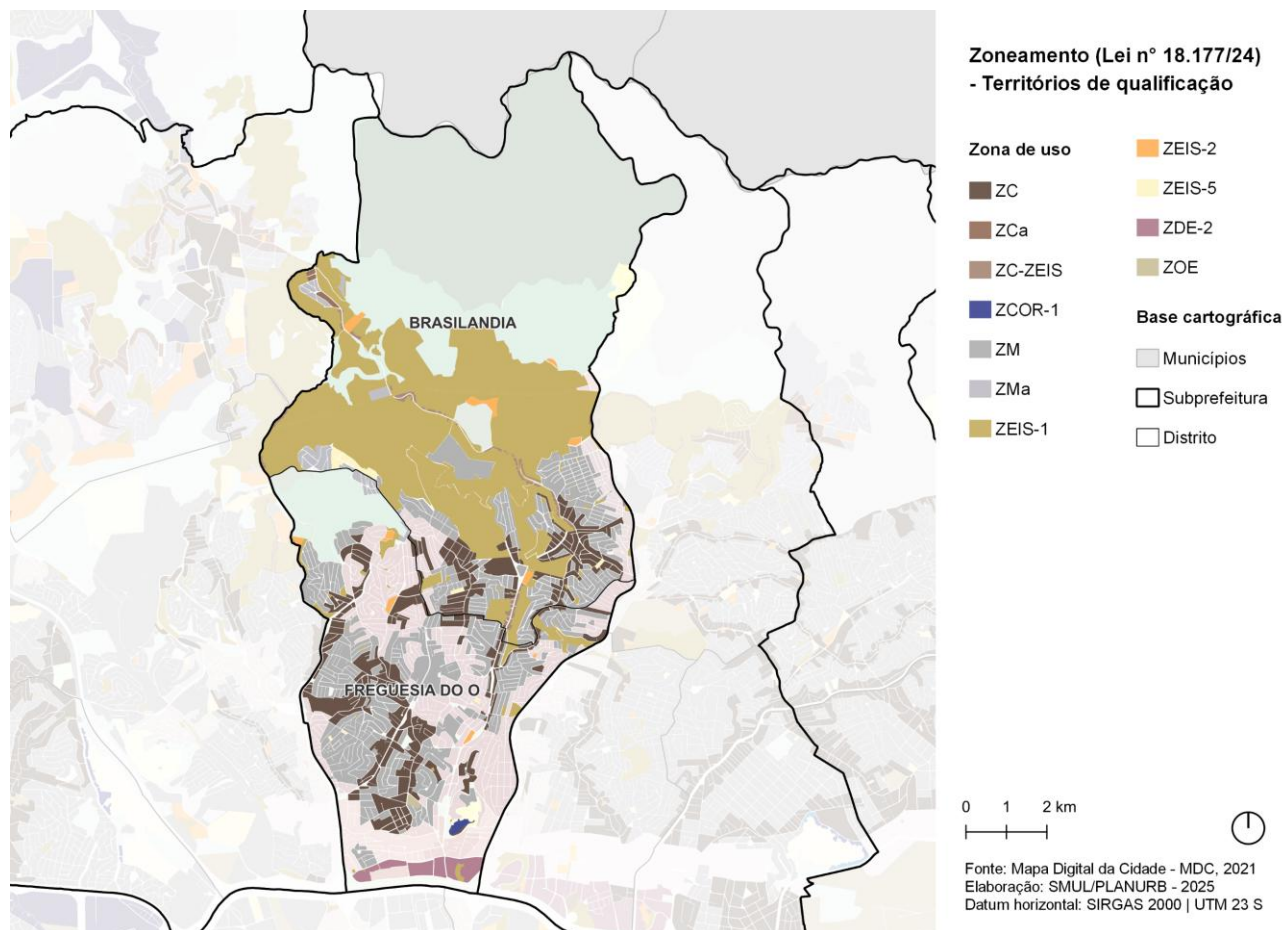 BRASILANDIA
FREGUESIA DO O
Zoneamento (Lei n° 18.177/24)
- Territórios de qualificação
Zona de uso
ZC
ZCa
ZC-ZEIS
ZCOR-1
ZM
ZMa
ZEIS-1
ZEIS-2
ZEIS-5
ZDE-2
ZOE
Base cartográfica
Municípios
Subprefeitura
Distrito
0 1 2 km
Fonte: Mapa Digital da Cidade - MDC, 2021
Elaboração: SMUL/PLANURB - 2025
Datum horizontal: SIRGAS 2000 | UTM 23 S